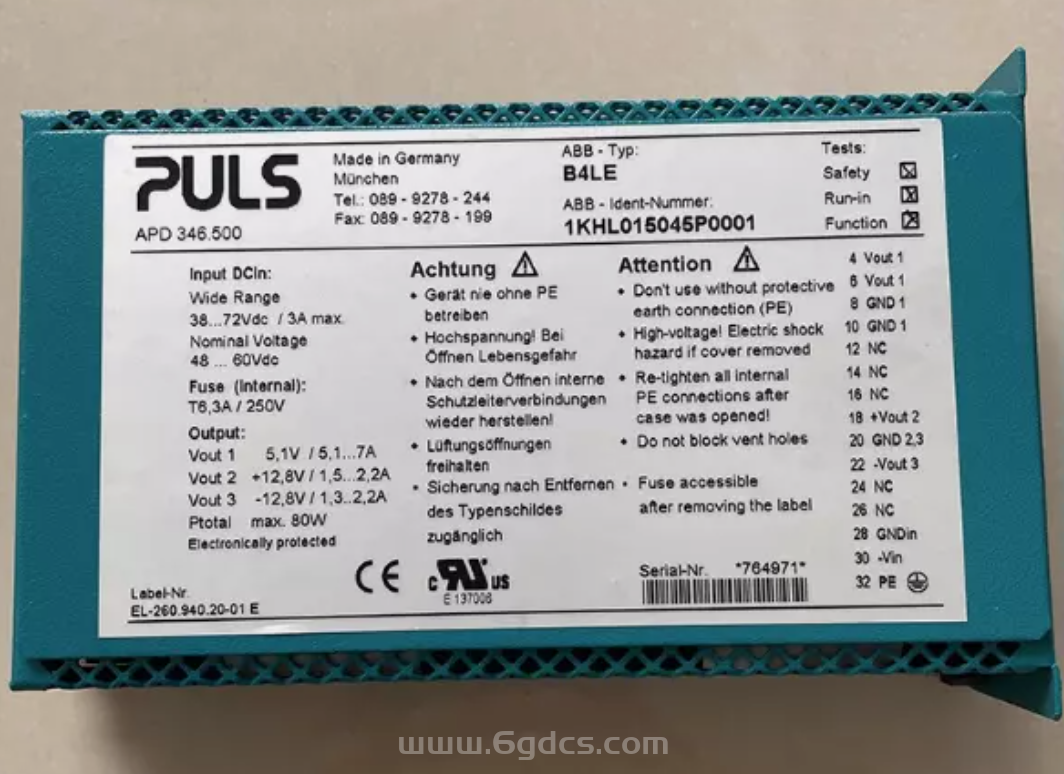 PULS
APD 346.500
Made in Germany
München
Tel.: 089 - 9278 - 244
Fax: 089 - 9278 - 199
ABB - Typ:
B4LE
ABB - Ident-Nummer:
1KHL015045P0001
Tests:
Safety
Run-in
Function
Input DCin:
Wide Range
38...72Vdc / 3A max.
Nominal Voltage
48 ... 60Vdc
Fuse (Internal):
T6,3A / 250V
Output:
Vout 1 5,1V / 5,1...7A
Vout 2 +12,8V / 1,5...2,2A
Vout 3 -12,8V / 1,3..2,2A
Ptotal max. 80W
Electronically protected
Achtung
• Gerät nie ohne PE
betreiben
• Hochspannung! Bei
Öffnen Lebensgefahr
• Nach dem Öffnen interne
Schutzleiterverbindungen
wieder herstellen!
• Lüftungsöffnungen
freihalten
• Sicherung nach Entfernen
des Typenschildes
zugänglich
Attention
• Don't use without protective
earth connection (PE)
• High-voltage! Electric shock
hazard if cover removed
• Re-tighten all internal
PE connections after
case was opened!
• Do not block vent holes
• Fuse accessible
after removing the label
4 Vout 1
6 Vout 1
8 GND 1
10 GND 1
12 NC
14 NC
16 NC
18 +Vout 2
20 GND 2,3
22 -Vout 3
24 NC
26 NC
28 GNDin
30 -Vin
32 PE
Label-Nr.
EL-260.940.20-01 E
CE
c RU us
E 137006
Serial-Nr. *764971*
www.6gdcs.com